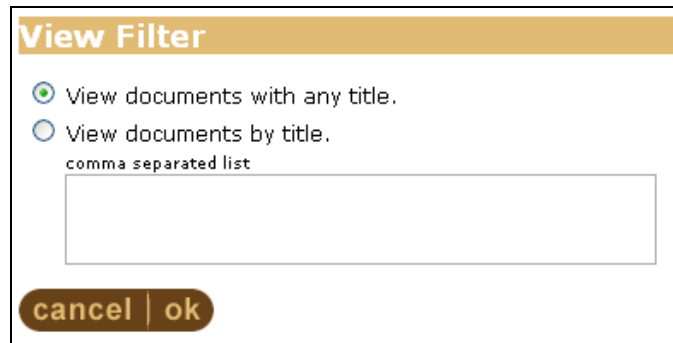 View Filter
View documents with any title.
View documents by title.
comma separated list
cancel | ok